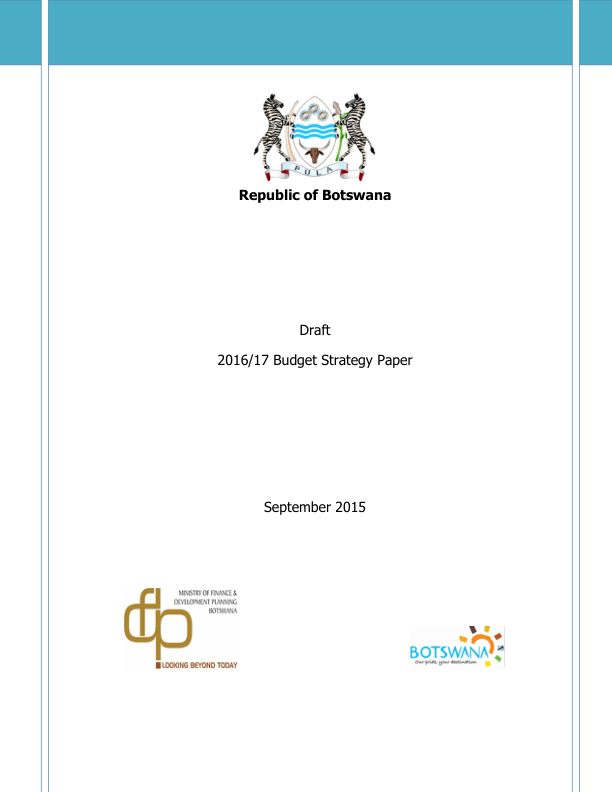 PULA
Republic of Botswana
Draft
2016/17 Budget Strategy Paper
September 2015
MINISTRY OF FINANCE &
DEVELOPMENT PLANNING
BOTSWANA
dfp
LOOKING BEYOND TODAY
BOTSWANA
Our pride, your destination